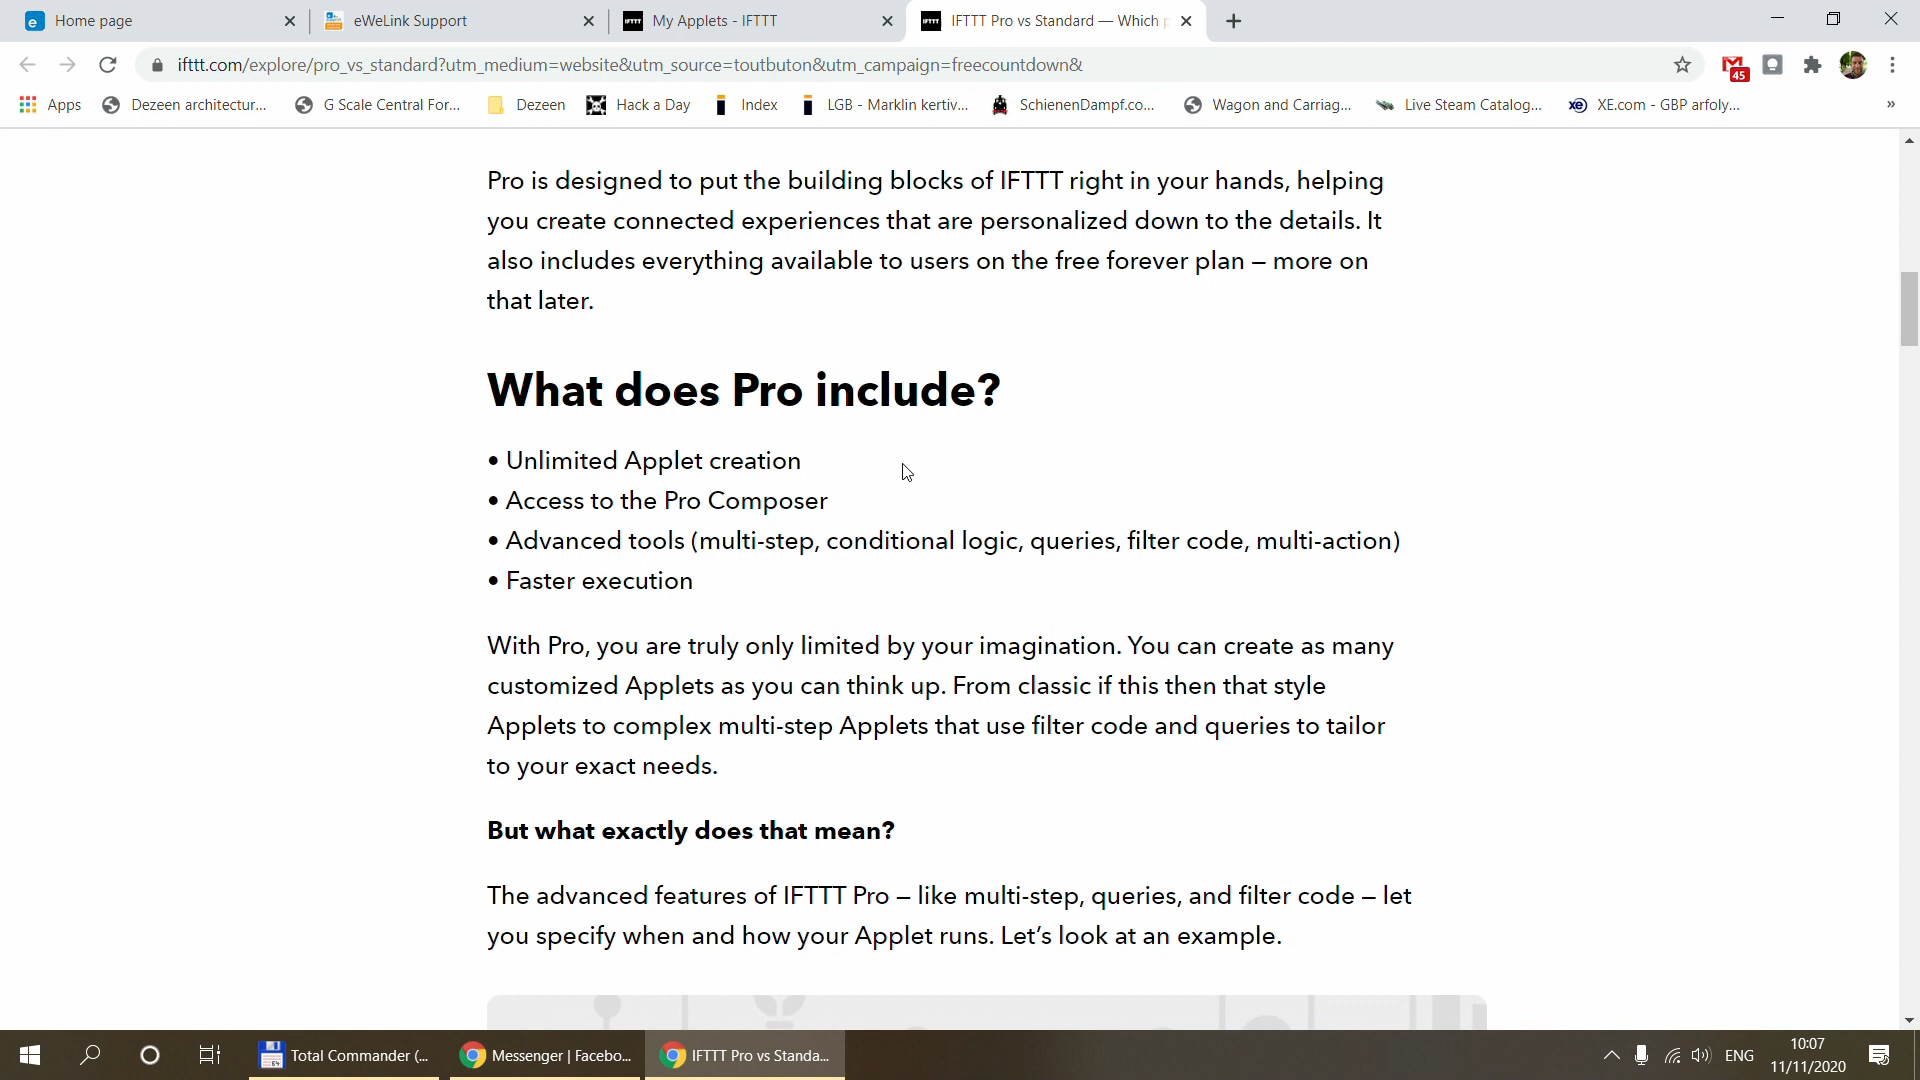 Home page
eWeLink Support
My Applets - IFTTT
IFTTT Pro vs Standard — Which p
ifttt.com/explore/pro_vs_standard?utm_medium=website&utm_source=toutbuton&utm_campaign=freecountdown&
45
Apps
Dezeen architectur...
G Scale Central For...
Dezeen
Hack a Day
Index
LGB - Marklin kertiv...
SchienenDampf.co...
Wagon and Carriag...
Live Steam Catalog...
XE.com - GBP arfoly...
»
Pro is designed to put the building blocks of IFTTT right in your hands, helping
you create connected experiences that are personalized down to the details. It
also includes everything available to users on the free forever plan – more on
that later.
What does Pro include?
• Unlimited Applet creation
• Access to the Pro Composer
• Advanced tools (multi-step, conditional logic, queries, filter code, multi-action)
• Faster execution
With Pro, you are truly only limited by your imagination. You can create as many
customized Applets as you can think up. From classic if this then that style
Applets to complex multi-step Applets that use filter code and queries to tailor
to your exact needs.
But what exactly does that mean?
The advanced features of IFTTT Pro – like multi-step, queries, and filter code – let
you specify when and how your Applet runs. Let's look at an example.
Total Commander (...
Messenger | Facebo...
IFTTT Pro vs Standa...
ENG
10:07
11/11/2020